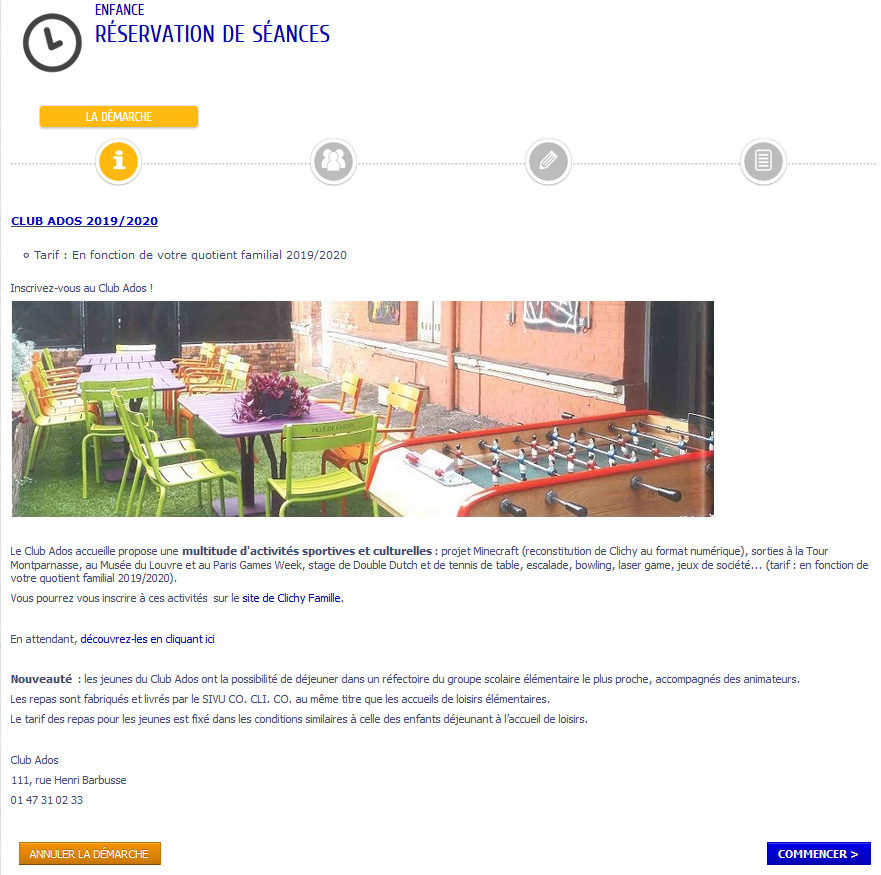 ENFANCE
RÉSERVATION DE SÉANCES
LA DÉMARCHE
CLUB ADOS 2019/2020
Tarif : En fonction de votre quotient familial 2019/2020
Inscrivez-vous au Club Ados !
VILLE DE CLICHY
Le Club Ados accueille propose une multitude d'activités sportives et culturelles : projet Minecraft (reconstitution de Clichy au format numérique), sorties à la Tour
Montparnasse, au Musée du Louvre et au Paris Games Week, stage de Double Dutch et de tennis de table, escalade, bowling, laser game, jeux de société... (tarif : en fonction de
votre quotient familial 2019/2020).
Vous pourrez vous inscrire à ces activités sur le site de Clichy Famille.
En attendant, découvrez-les en cliquant ici
Nouveauté : les jeunes du Club Ados ont la possibilité de déjeuner dans un réfectoire du groupe scolaire élémentaire le plus proche, accompagnés des animateurs.
Les repas sont fabriqués et livrés par le SIVU CO. CLI. CO. au même titre que les accueils de loisirs élémentaires.
Le tarif des repas pour les jeunes est fixé dans les conditions similaires à celle des enfants déjeunant à l'accueil de loisirs.
Club Ados
111, rue Henri Barbusse
01 47 31 02 33
ANNULER LA DÉMARCHE
COMMENCER >